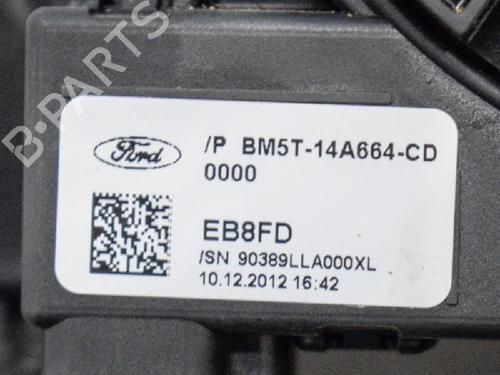 B-PARTS
Ford
/P BM5T-14A664-CD
0000
EB8FD
/SN 90389LLA000XL
10.12.2012 16:42